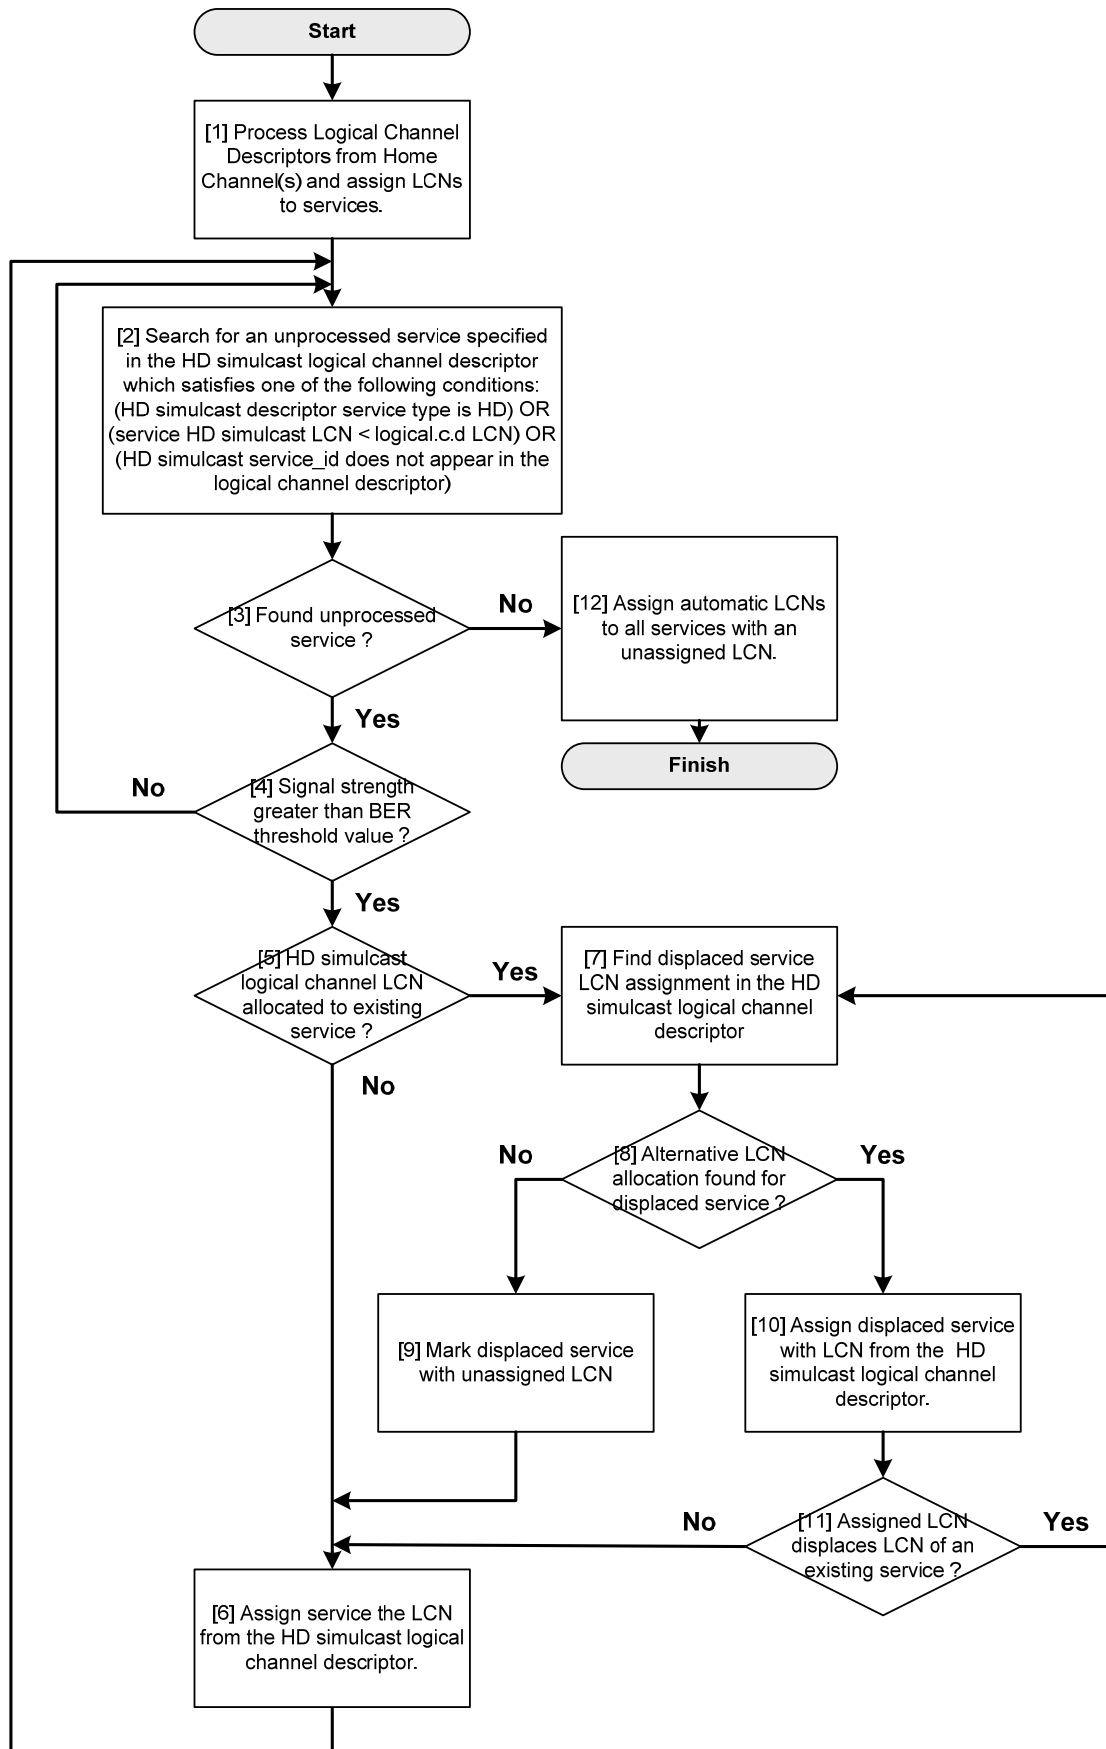 Start
[1] Process Logical Channel
Descriptors from Home
Channel(s) and assign LCNs
to services.
[2] Search for an unprocessed service specified
in the HD simulcast logical channel descriptor
which satisfies one of the following conditions:
(HD simulcast descriptor service type is HD) OR
(service HD simulcast LCN < logical.c.d LCN) OR
(HD simulcast service_id does not appear in the
logical channel descriptor)
[3] Found unprocessed
service ?
No
[12] Assign automatic LCNs
to all services with an
unassigned LCN.
Yes
Finish
No
[4] Signal strength
greater than BER
threshold value ?
Yes
[5] HD simulcast
logical channel LCN
allocated to existing
service ?
Yes
[7] Find displaced service
LCN assignment in the HD
simulcast logical channel
descriptor
No
No
[8] Alternative LCN
allocation found for
displaced service ?
Yes
[9] Mark displaced service
with unassigned LCN
[10] Assign displaced service
with LCN from the HD
simulcast logical channel
descriptor.
No
[11] Assigned LCN
displaces LCN of an
existing service ?
Yes
[6] Assign service the LCN
from the HD simulcast logical
channel descriptor.